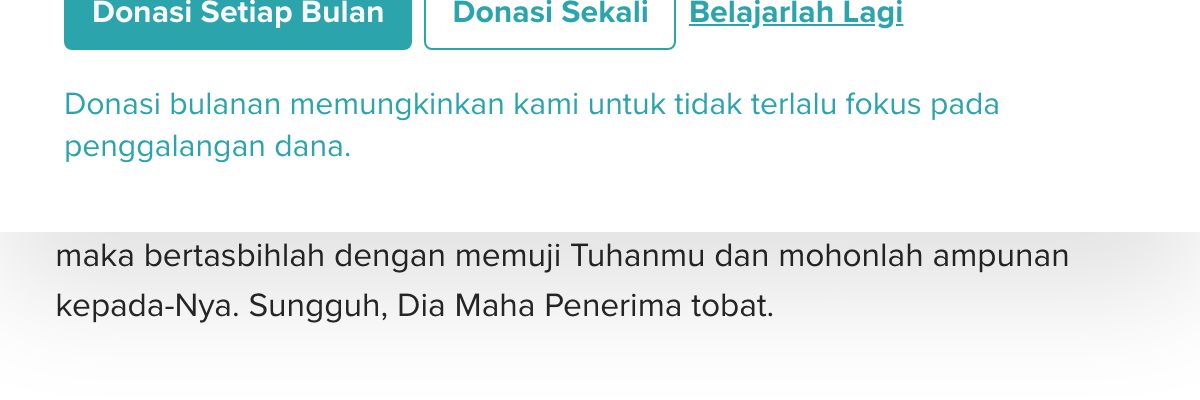 Donasi Setiap Bulan Donasi Sekali Belajarlah Lagi
Donasi bulanan memungkinkan kami untuk tidak terlalu fokus pada
penggalangan dana.
maka bertasbihlah dengan memuji Tuhanmu dan mohonlah ampunan
kepada-Nya. Sungguh, Dia Maha Penerima tobat.